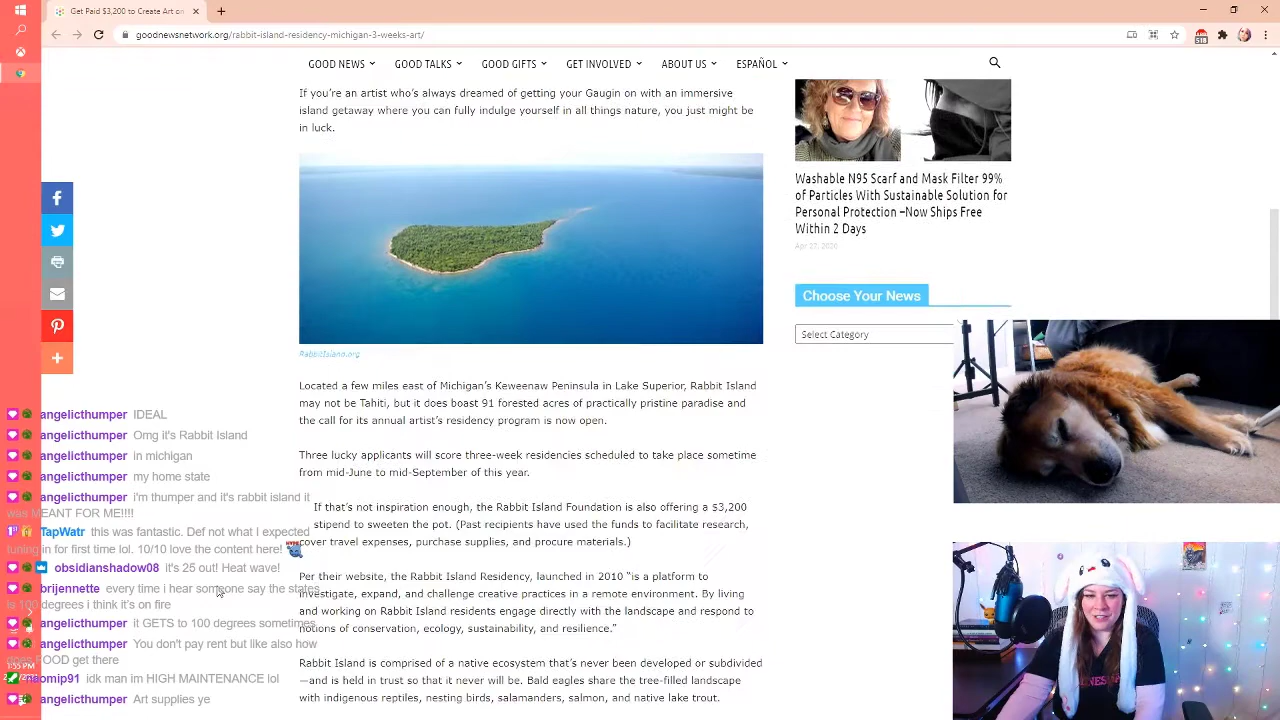 Get Paid $3,200 to Create Art on
goodnewsnetwork.org/rabbit-island-residency-michigan-3-weeks-art/
GOOD NEWS
GOOD TALKS
GOOD GIFTS
GET INVOLVED
ABOUT US
ESPAÑOL
If you're an artist who's always dreamed of getting your Gaugin on with an immersive
island getaway where you can fully indulge yourself in all things nature, you just might be
in luck.
RabbitIsland.org
Located a few miles east of Michigan's Keweenaw Peninsula in Lake Superior, Rabbit Island
may not be Tahiti, but it does boast 91 forested acres of practically pristine paradise and
the call for its annual artist's residency program is now open.
Three lucky applicants will score three-week residencies scheduled to take place sometime
from mid-June to mid-September of this year.
If that's not inspiration enough the Rabbit Island Foundation is also offering a $3,200
stipend to sweeten the pot. (Past recipients have used the funds to facilitate research,
cover travel expenses, purchase supplies, and procure materials.)
Per their website, the Rabbit Island Residency, launched in 2010 "is a platform to
investigate, expand, and challenge creative practices in a remote environment. By living
and working on Rabbit Island residents engage directly with the landscape and respond to
notions of conservation, ecology, sustainability, and resilience."
Rabbit Island is comprised of a native ecosystem that's never been developed or subdivided
—and is held in trust so that it never will be. Bald eagles share the tree-filled landscape
with indigenous reptiles, nesting birds, salamanders, salmon, and native lake trout.
Washable N95 Scarf and Mask Filter 99%
of Particles With Sustainable Solution for
Personal Protection –Now Ships Free
Within 2 Days
Apr 27, 2020
Choose Your News
Select Category
angelicthumper IDEAL
angelicthumper Omg it's Rabbit Island
angelicthumper in michigan
angelicthumper my home state
angelicthumper i'm thumper and it's rabbit island it
was MEANT FOR ME!!!!
TapWatr this was fantastic. Def not what I expected
tuning in for first time lol. 10/10 love the content here!
obsidianshadow08 it's 25 out! Heat wave!
brijennette every time i hear someone say the states
is 100 degrees i think it's on fire
angelicthumper it GETS to 100 degrees sometimes
angelicthumper You don't pay rent but like also how
does FOOD get there
naomip91 idk man im HIGH MAINTENANCE lol
angelicthumper Art supplies ye